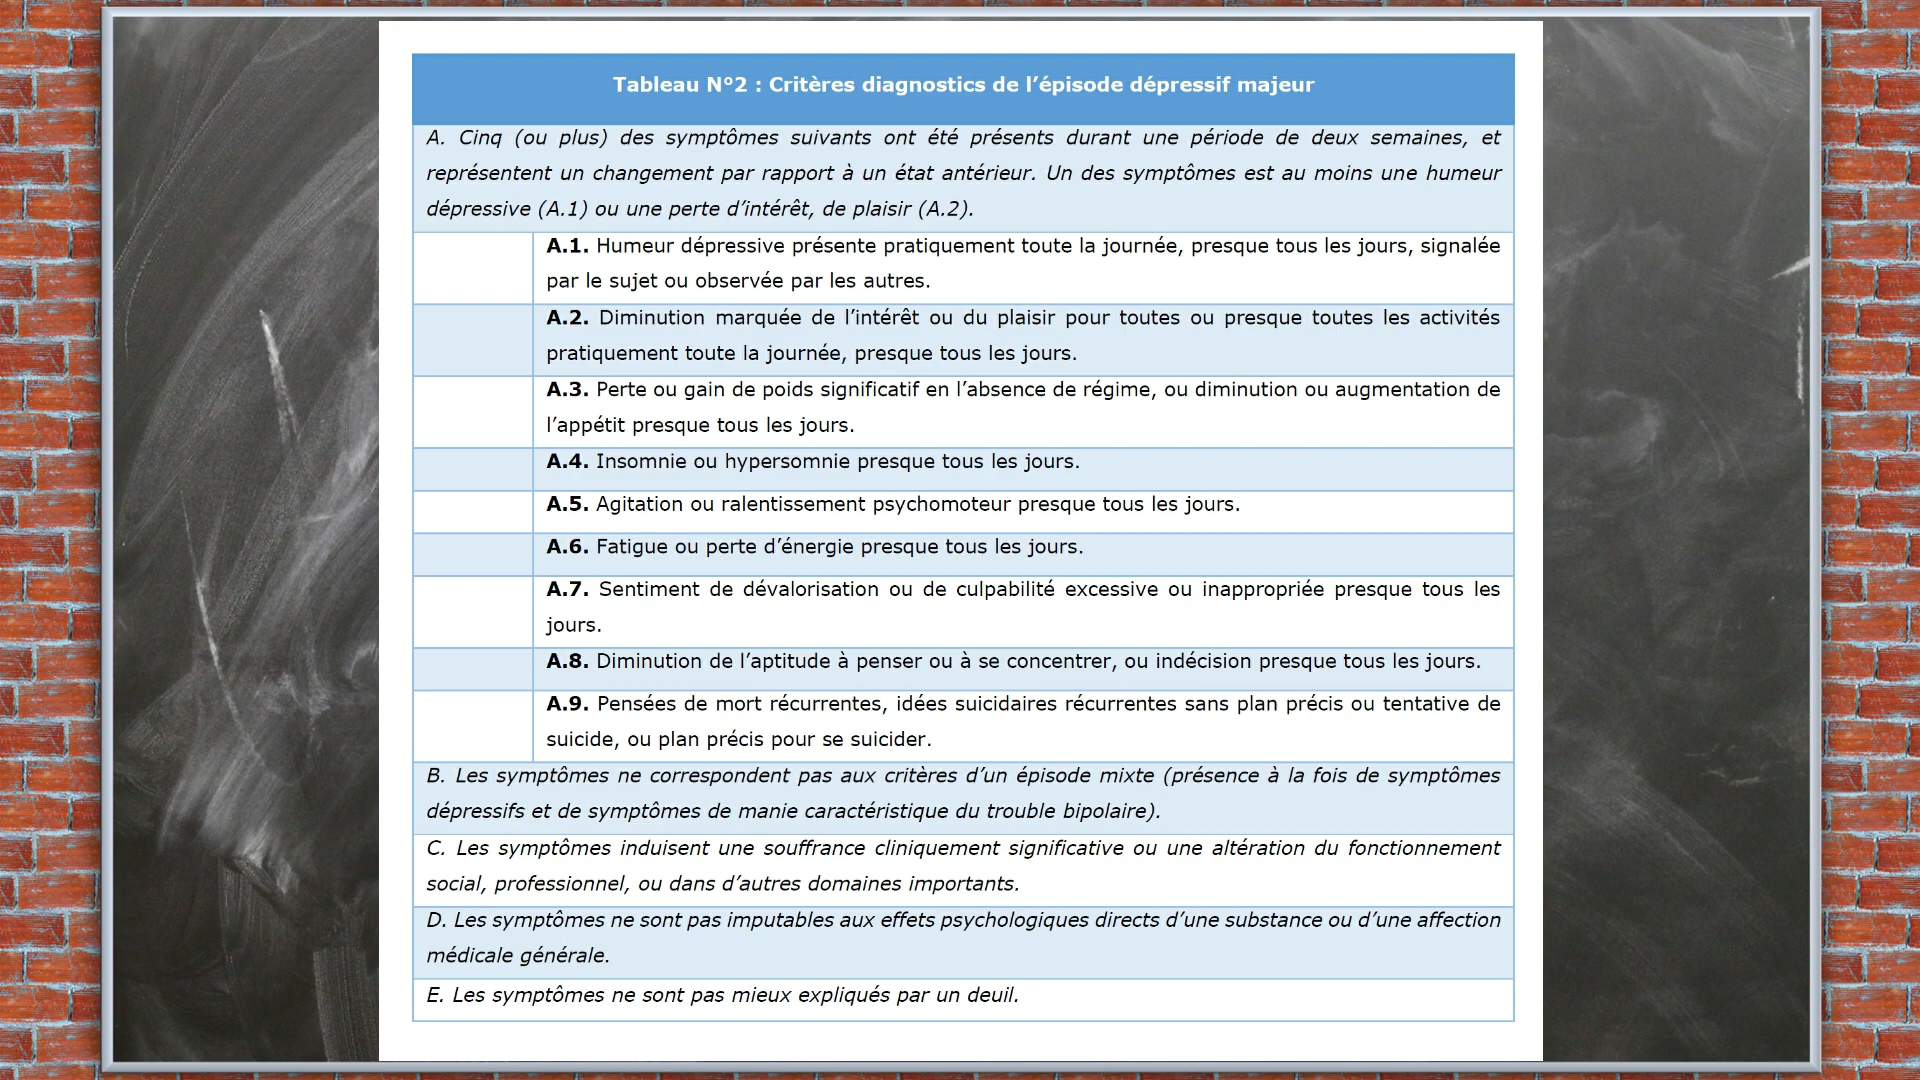 Tableau N°2 : Critères diagnostics de l’épisode dépressif majeur
A. Cinq (ou plus) des symptômes suivants ont été présents durant une période de deux semaines, et
représentent un changement par rapport à un état antérieur. Un des symptômes est au moins une humeur
dépressive (A.1) ou une perte d’intérêt, de plaisir (A.2).
A.1. Humeur dépressive présente pratiquement toute la journée, presque tous les jours, signalée
par le sujet ou observée par les autres.
A.2. Diminution marquée de l’intérêt ou du plaisir pour toutes ou presque toutes les activités
pratiquement toute la journée, presque tous les jours.
A.3. Perte ou gain de poids significatif en l’absence de régime, ou diminution ou augmentation de
l’appétit presque tous les jours.
A.4. Insomnie ou hypersomnie presque tous les jours.
A.5. Agitation ou ralentissement psychomoteur presque tous les jours.
A.6. Fatigue ou perte d’énergie presque tous les jours.
A.7. Sentiment de dévalorisation ou de culpabilité excessive ou inappropriée presque tous les
jours.
A.8. Diminution de l’aptitude à penser ou à se concentrer, ou indécision presque tous les jours.
A.9. Pensées de mort récurrentes, idées suicidaires récurrentes sans plan précis ou tentative de
suicide, ou plan précis pour se suicider.
B. Les symptômes ne correspondent pas aux critères d’un épisode mixte (présence à la fois de symptômes
dépressifs et de symptômes de manie caractéristique du trouble bipolaire).
C. Les symptômes induisent une souffrance cliniquement significative ou une altération du fonctionnement
social, professionnel, ou dans d’autres domaines importants.
D. Les symptômes ne sont pas imputables aux effets psychologiques directs d’une substance ou d’une affection
médicale générale.
E. Les symptômes ne sont pas mieux expliqués par un deuil.